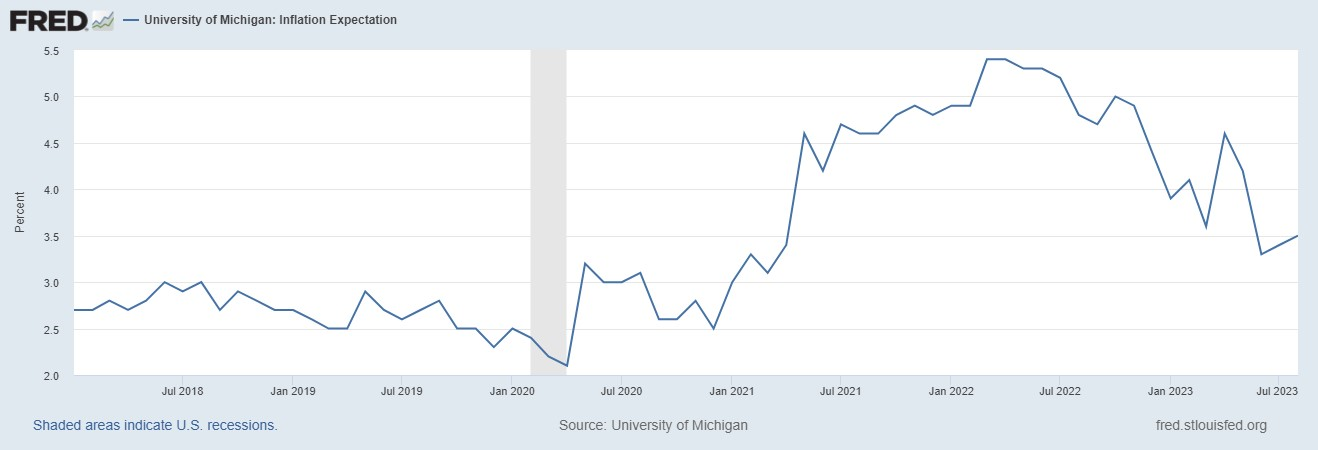 FRED
University of Michigan: Inflation Expectation
5.5
5.0
4.5
4.0
3.5
3.0
2.5
2.0
Percent
Jul 2018
Jan 2019
Jul 2019
Jan 2020
Jul 2020
Jan 2021
Jul 2021
Jan 2022
Jul 2022
Jan 2023
Jul 2023
Shaded areas indicate U.S. recessions.
Source: University of Michigan
fred.stlouisfed.org